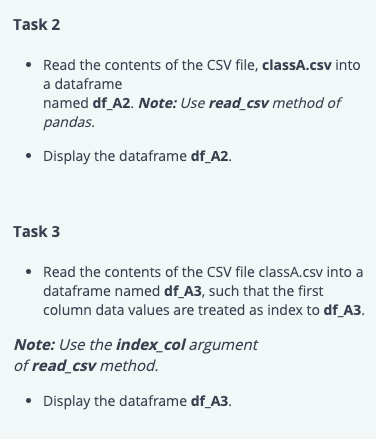 Task 2
• Read the contents of the CSV file, classA.csv into
a dataframe
named df_A2. Note: Use read_csv method of
pandas.
• Display the dataframe df_A2.
Task 3
• Read the contents of the CSV file classA.csv into a
dataframe named df_A3, such that the first
column data values are treated as index to df_A3.
Note: Use the index_col argument
of read_csv method.
• Display the dataframe df_A3.